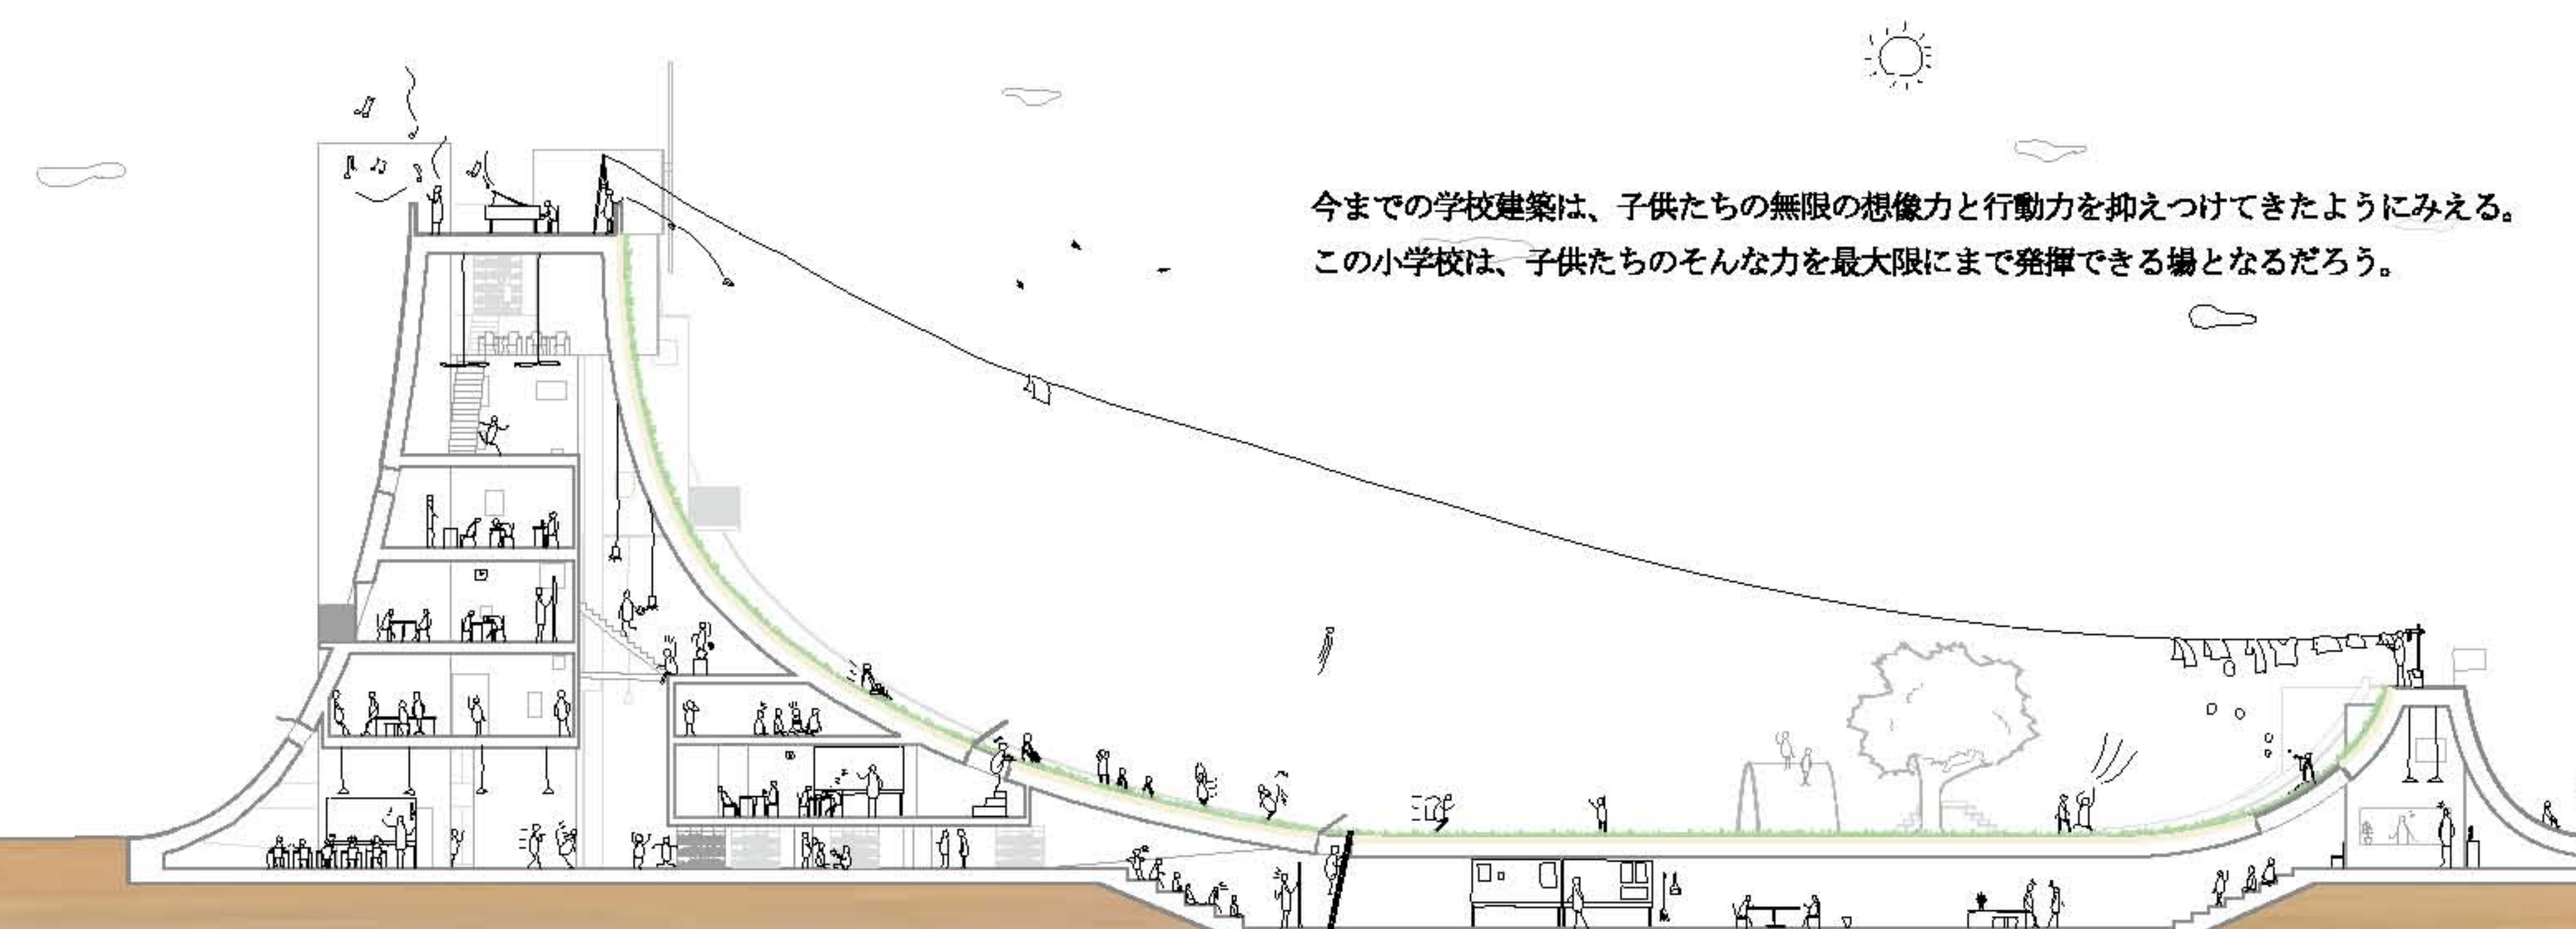 今までの学校建築は、子供たちの無限の想像力と行動力を抑えつけてきたようにみえる。
この小学校は、子供たちのそんな力を最大限にまで発揮できる場となるだろう。